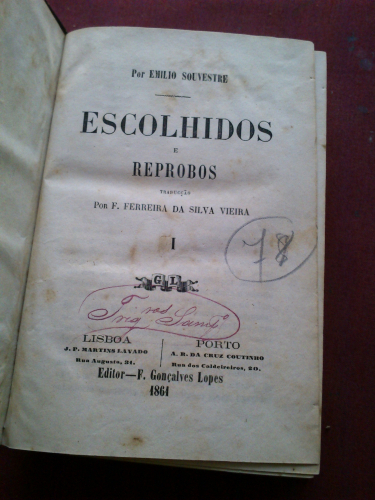 Por EMILIO SOUVESTRE
ESCOLHIDOS
E
REPROBOS
TRADUCÇÃO
POR F. FERREIRA DA SILVA VIEIRA
I
78
G L
LISBOA
J. P. MARTINS LAVADO
Rua Augusta, 31.
PORTO
A. R. DA CRUZ COUTINHO
Rua dos Caldeireiros, 20.
Editor—F. Gonçalves Lopes
1861